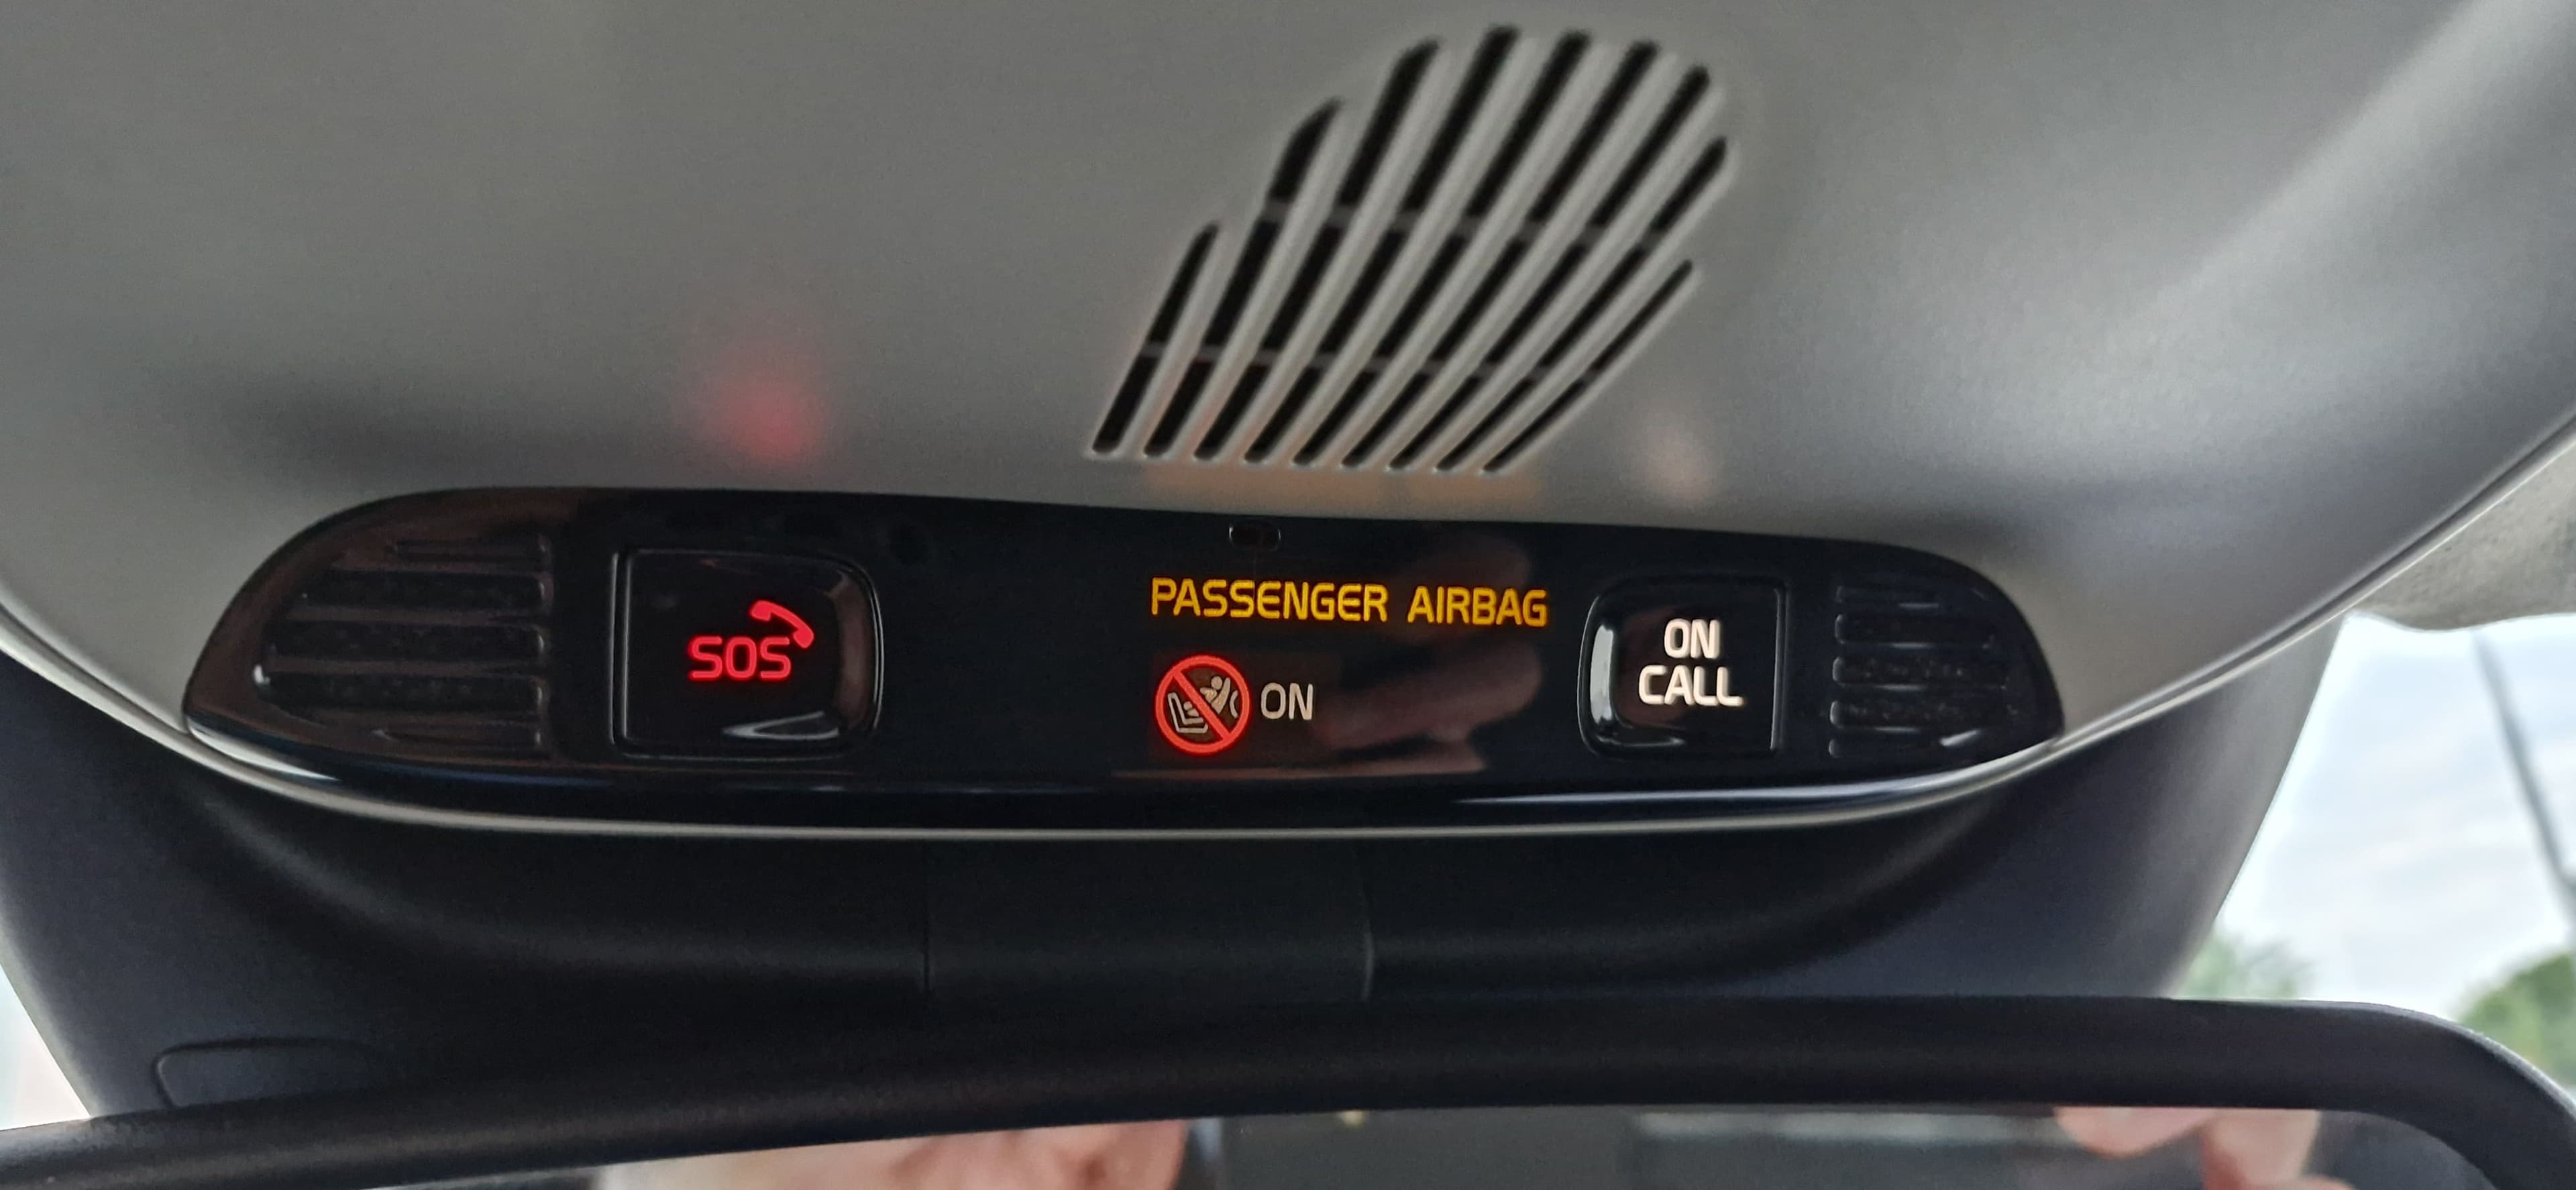 SOS
PASSENGER AIRBAG
ON
ON
CALL